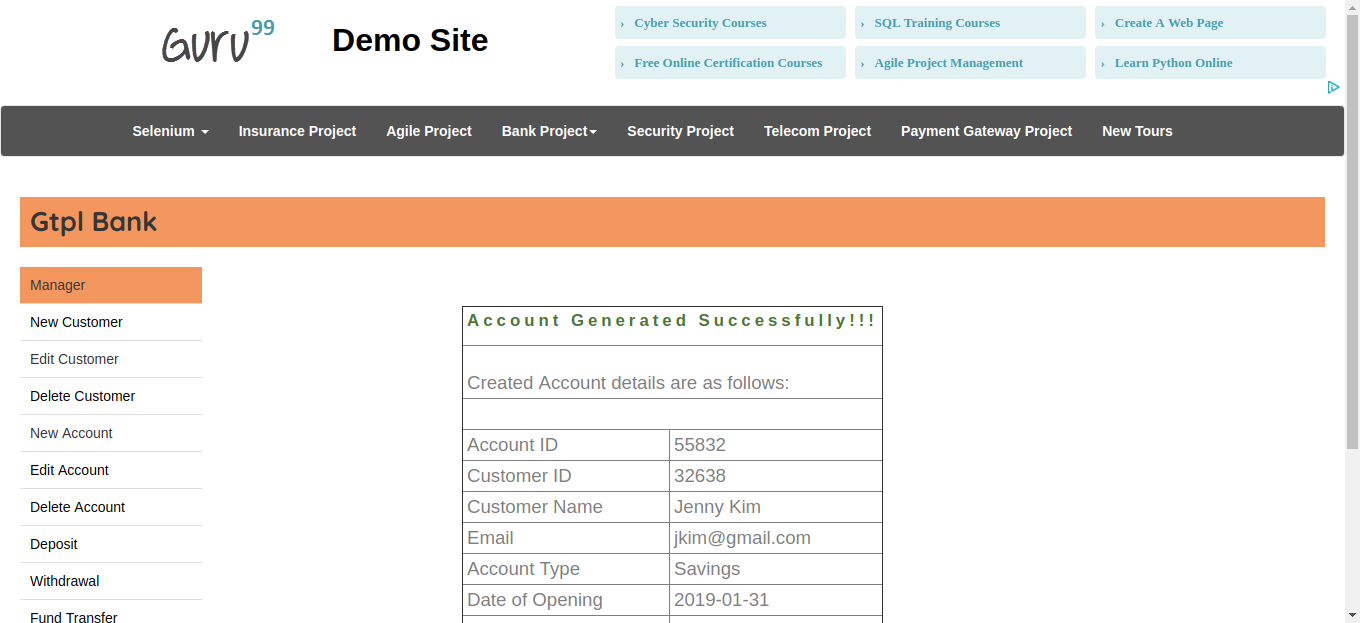 Guru99
Demo Site
› Cyber Security Courses
› SQL Training Courses
› Create A Web Page
› Free Online Certification Courses
› Agile Project Management
› Learn Python Online
Selenium Insurance Project Agile Project Bank Project Security Project Telecom Project Payment Gateway Project New Tours
Gtpl Bank
Manager
New Customer
Edit Customer
Delete Customer
New Account
Edit Account
Delete Account
Deposit
Withdrawal
Fund Transfer
Account Generated Successfully!!!
Created Account details are as follows:
Account ID 55832
Customer ID 32638
Customer Name Jenny Kim
Email jkim@gmail.com
Account Type Savings
Date of Opening 2019-01-31